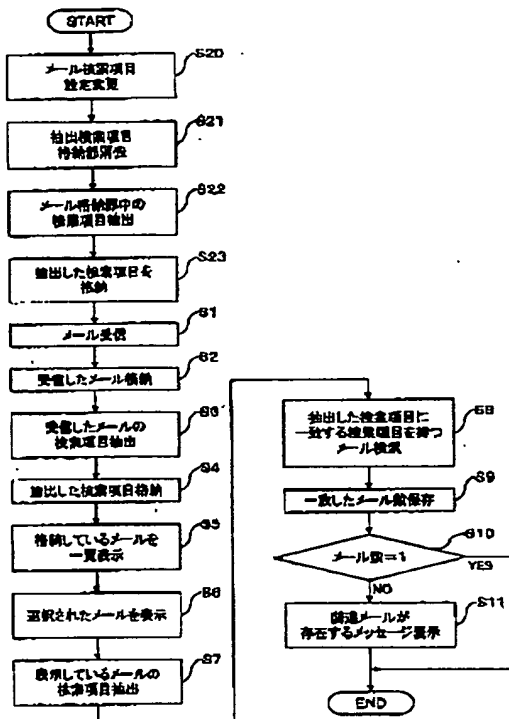 START
メール検索項目
設定変更
S20
抽出検索項目
格納部消去
S21
メール格納部中の
検索項目抽出
S22
抽出した検索項目を
格納
S23
メール受信
S1
受信したメール格納
S2
受信したメールの
検索項目抽出
S3
抽出した検索項目格納
S4
格納しているメールを
一覧表示
S5
選択されたメールを表示
S6
表示しているメールの
検索項目抽出
S7
抽出した検索項目に
一致する検索項目を持つ
メール検索
S8
一致したメール数保存
S9
メール数=1
S10
YES
NO
関連メールが
存在するメッセージ表示
S11
END